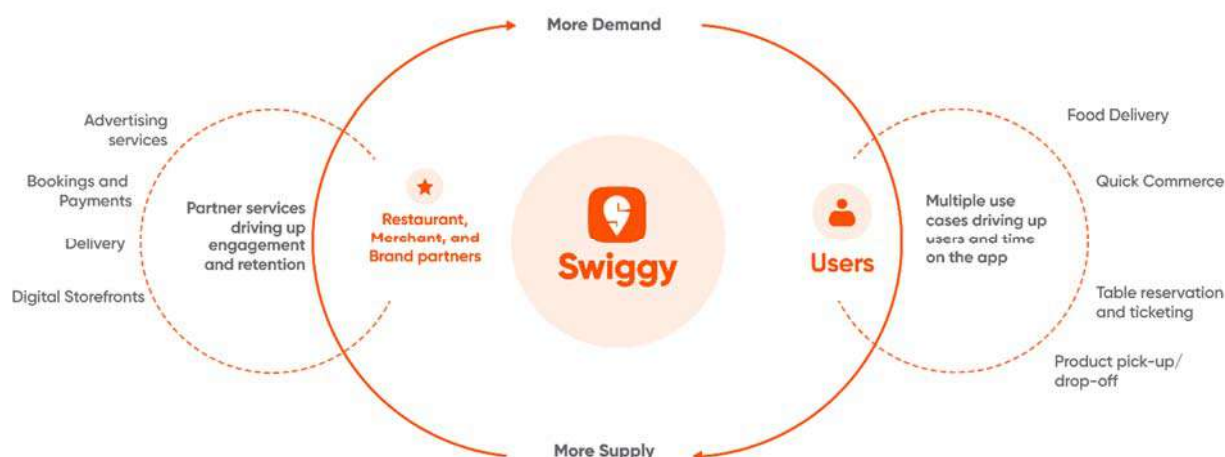 More Demand
Advertising
services
Bookings and
Payments
Delivery
Digital Storefronts
Partner services
driving up
engagement
and retention
Restaurant,
Merchant, and
Brand partners
Swiggy
Users
Multiple use
cases driving up
users and time
on the app
Food Delivery
Quick Commerce
Table reservation
and ticketing
Product pick-up/
drop-off
More Supply